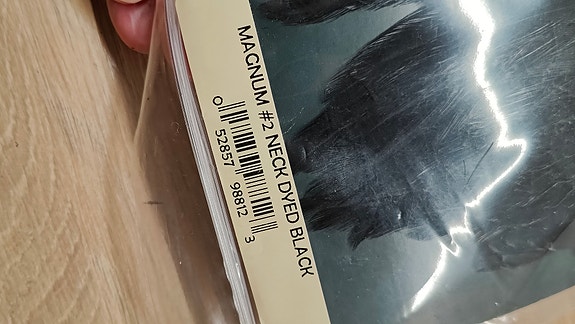 MAGNUM #2 NECK DYED BLACK
0 52857 98812 3